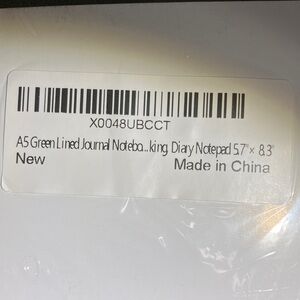 X0048UBCCT
A5 Green Lined Journal Notebo...king, Diary Notepad 5.7"× 8.3"
New
Made in China